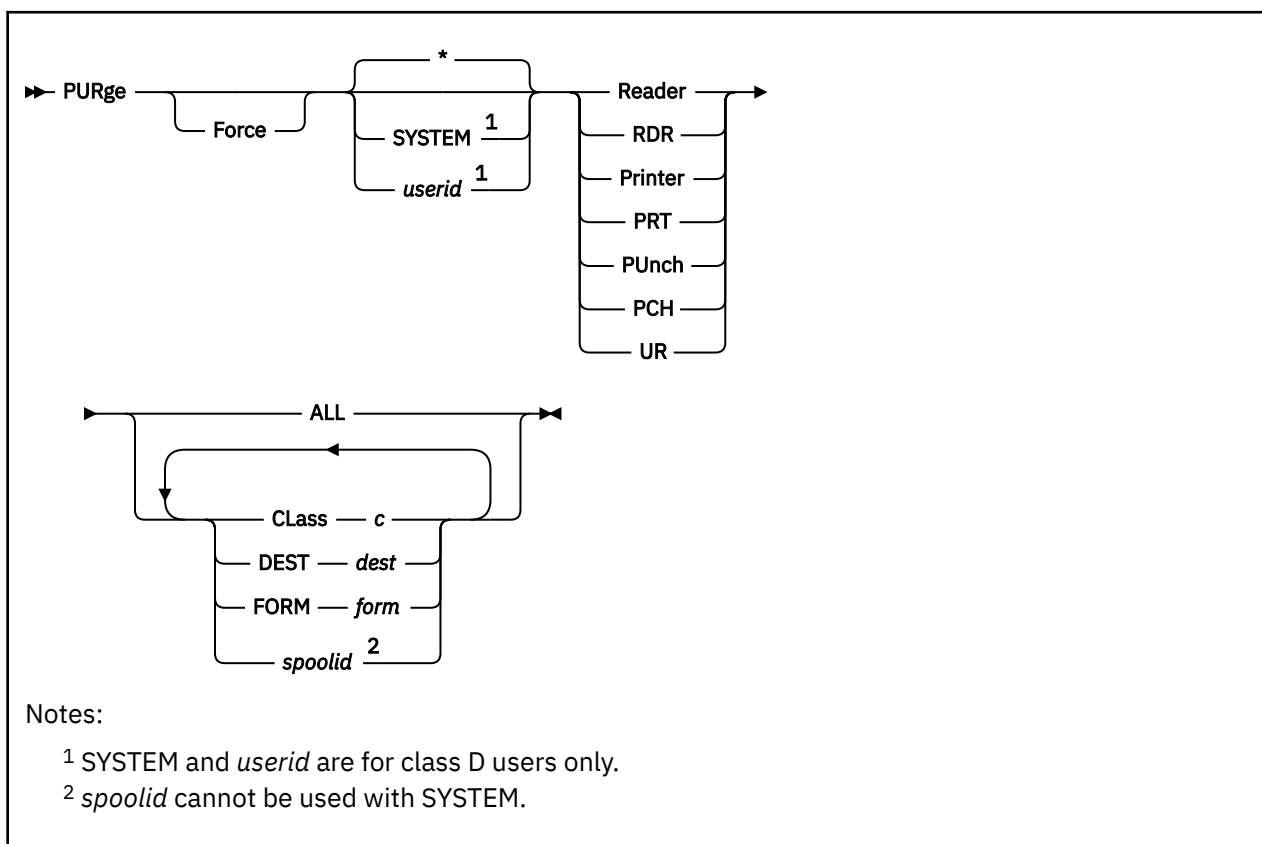 *
PURge
Force
SYSTEM 1
userid 1
Reader
RDR
Printer
PRT
PUnch
PCH
UR
ALL
CLass c
DEST dest
FORM form
spoolid 2
Notes:
1 SYSTEM and userid are for class D users only.
2 spoolid cannot be used with SYSTEM.